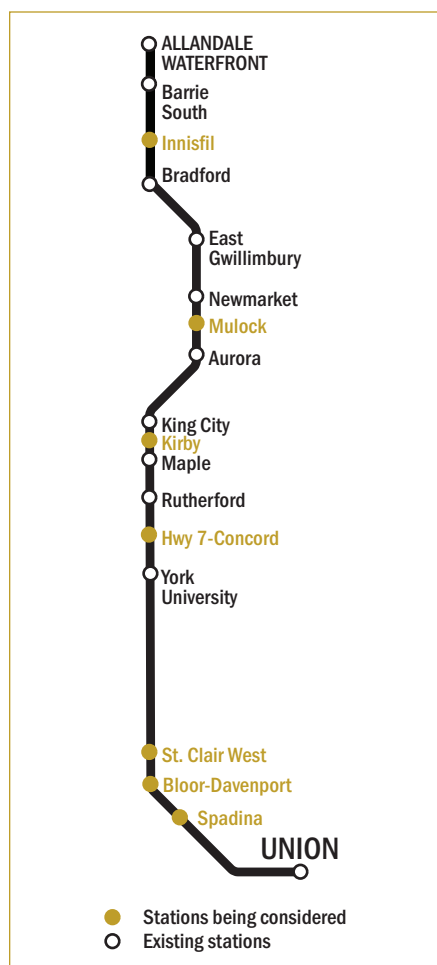 ALLANDALE
WATERFRONT
Barrie
South
Innisfil
Bradford
East
Gwillimbury
Newmarket
Mulock
Aurora
King City
Kirby
Maple
Rutherford
Hwy 7-Concord
York
University
St. Clair West
Bloor-Davenport
Spadina
UNION
Stations being considered
Existing stations